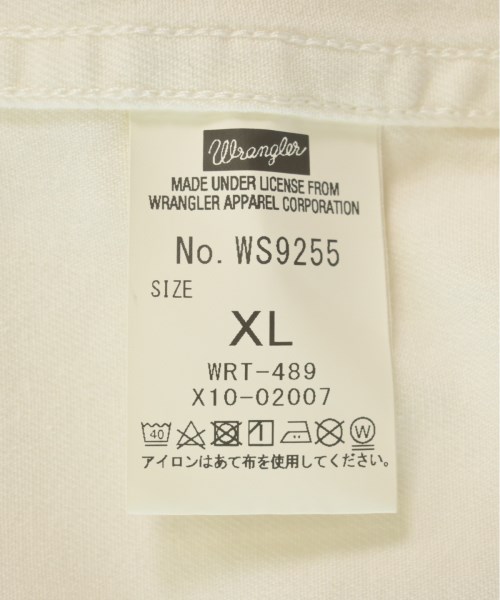 Wrangler
MADE UNDER LICENSE FROM
WRANGLER APPAREL CORPORATION
No. WS9255
SIZE
XL
WRT-489
X10-02007
40 W
アイロンはあて布を使用してください。